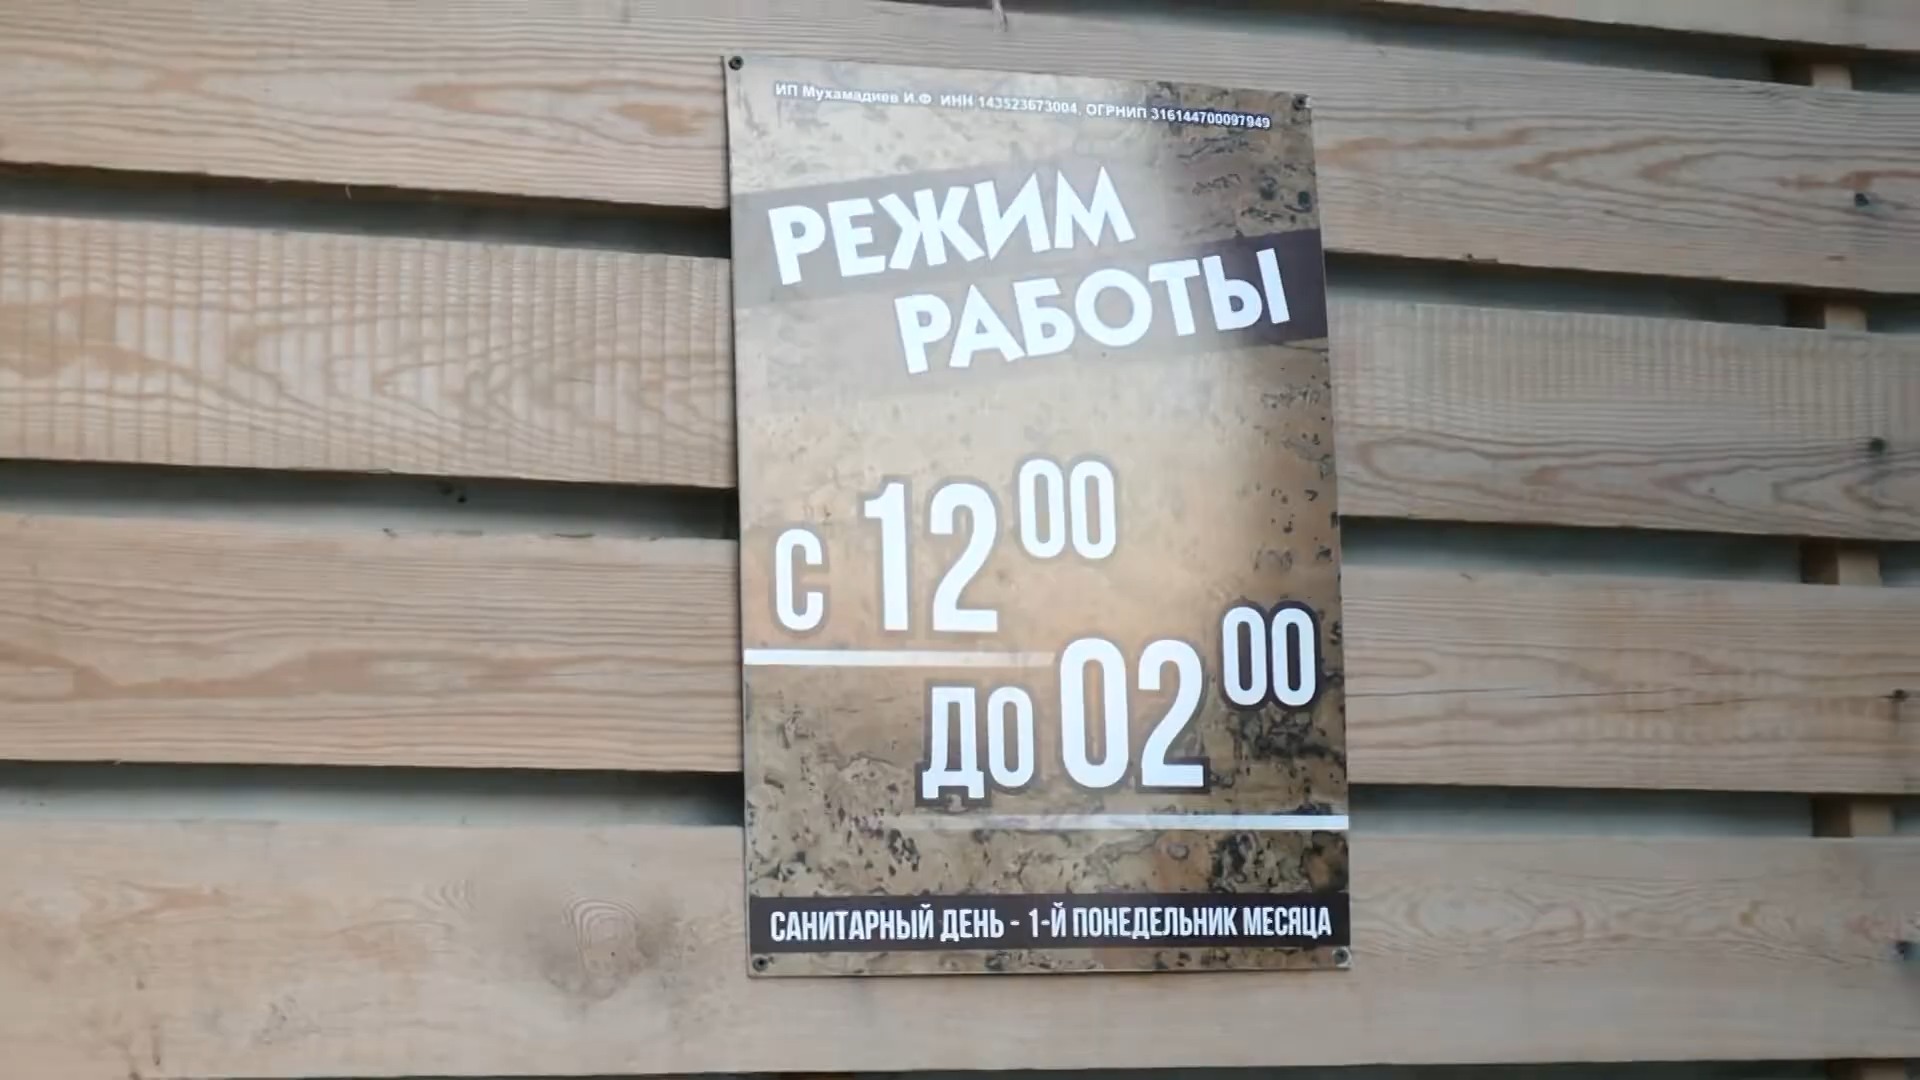 ИП Мухамадиев И.Ф ИНН 143523673004, ОГРНИП 316144700097949
РЕЖИМ
РАБОТЫ
с 12 00
до 02 00
САНИТАРНЫЙ ДЕНЬ - 1-Й ПОНЕДЕЛЬНИК МЕСЯЦА